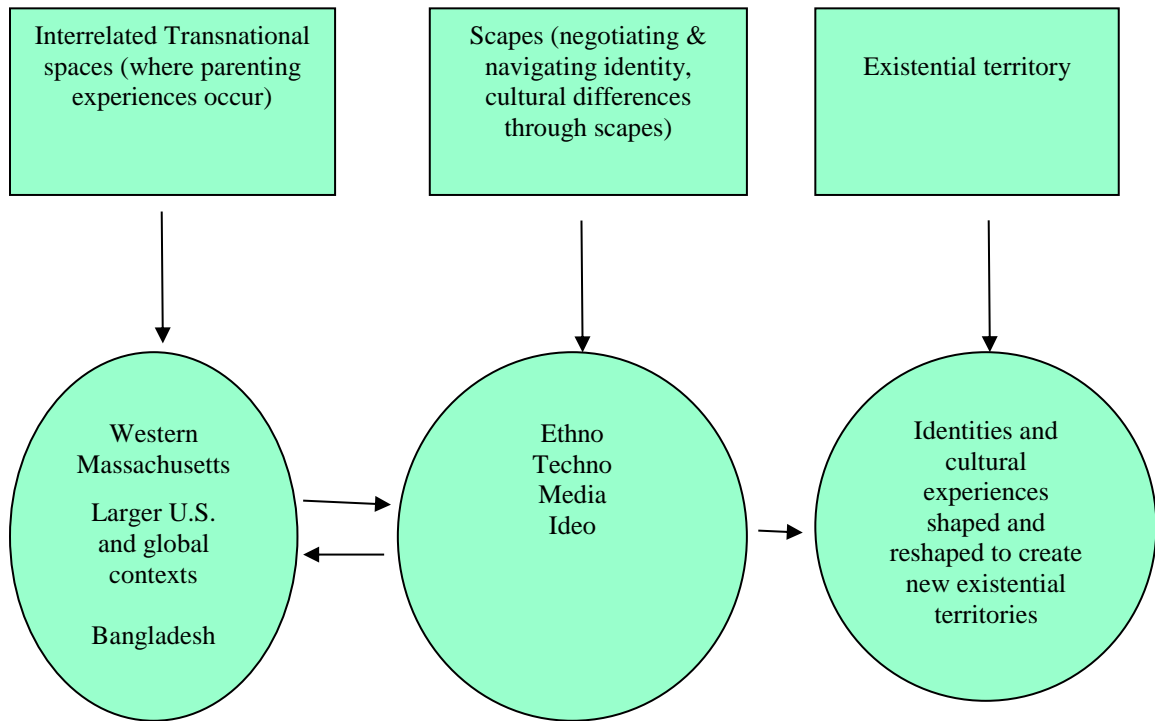 Interrelated Transnational
spaces (where parenting
experiences occur)
Scapes (negotiating &
navigating identity,
cultural differences
through scapes)
Existential territory
Western
Massachusetts
Larger U.S.
and global
contexts
Bangladesh
Ethno
Techno
Media
Ideo
Identities and
cultural
experiences
shaped and
reshaped to create
new existential
territories